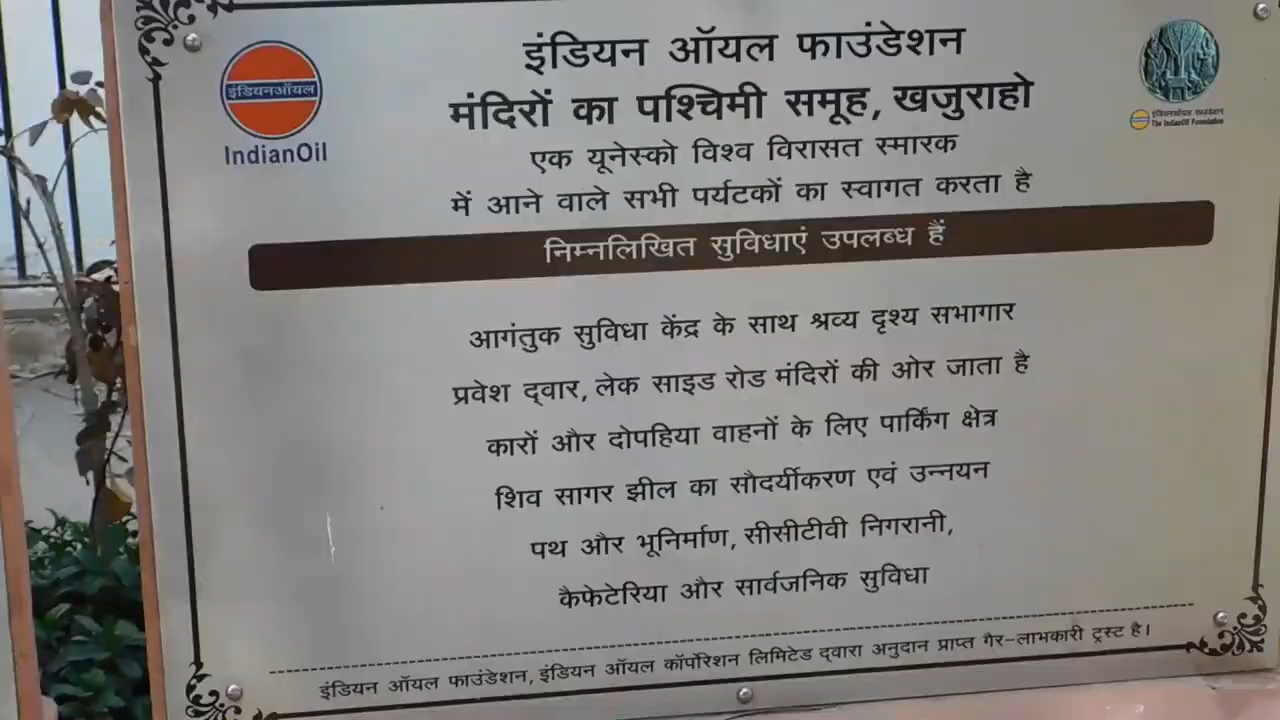 इंडियन ऑयल फाउंडेशन
मंदिरों का पश्चिमी समूह, खजुराहो
एक यूनेस्को विश्व विरासत स्मारक
में आने वाले सभी पर्यटकों का स्वागत करता है
इंडियनऑयल
IndianOil
इंडियनऑयल फाउंडेशन
The IndianOil Foundation
निम्नलिखित सुविधाएं उपलब्ध हैं
आगंतुक सुविधा केंद्र के साथ श्रव्य दृश्य सभागार
प्रवेश द्वार, लेक साइड रोड मंदिरों की ओर जाता है
कारों और दोपहिया वाहनों के लिए पार्किंग क्षेत्र
शिव सागर झील का सौदर्यीकरण एवं उन्नयन
पथ और भूनिर्माण, सीसीटीवी निगरानी,
कैफेटेरिया और सार्वजनिक सुविधा
इंडियन ऑयल फाउंडेशन, इंडियन ऑयल कॉर्पोरेशन लिमिटेड द्वारा अनुदान प्राप्त गैर-लाभकारी ट्रस्ट है।